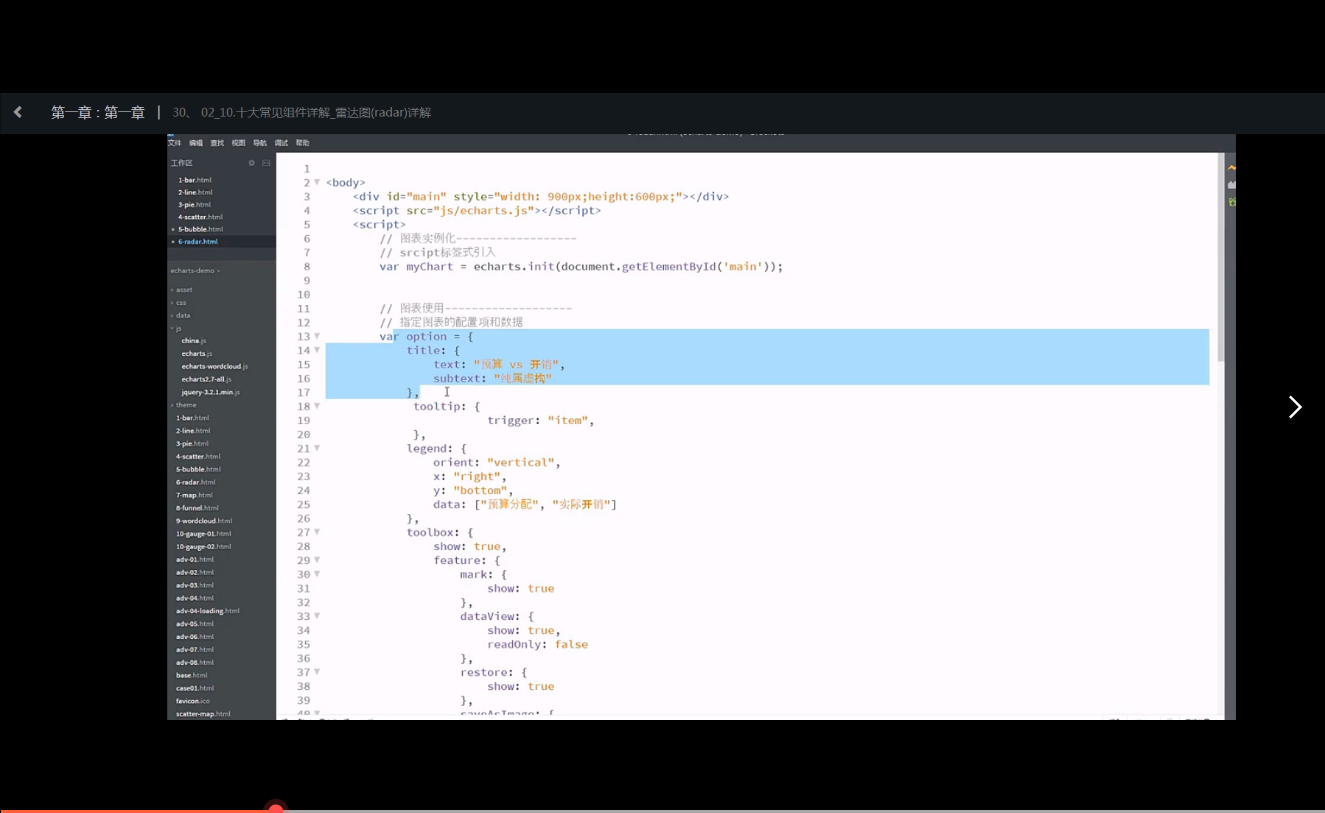 第一章 : 第一章 | 30、 02_10.十大常见组件详解_雷达图(radar)详解
文件 编辑 查找 视图 导航 调试 帮助
工作区
1-bar.html
2-line.html
3-pie.html
4-scatter.html
5-bubble.html
6-radar.html
echarts-demo
asset
css
data
js
china.js
echarts.js
echarts-wordcloud.js
echarts2.7-all.js
jquery-3.2.1.min.js
theme
1-bar.html
2-line.html
3-pie.html
4-scatter.html
5-bubble.html
6-radar.html
7-map.html
8-funnel.html
9-wordcloud.html
10-gauge-01.html
10-gauge-02.html
adv-01.html
adv-02.html
adv-03.html
adv-04.html
adv-04-loading.html
adv-05.html
adv-06.html
adv-07.html
adv-08.html
base.html
case01.html
favicon.ico
scatter-map.html
1
2 <body>
3 <div id="main" style="width: 900px;height:600px;"></div>
4 <script src="js/echarts.js"></script>
5 <script>
6 // 图表实例化------------------
7 // srcipt标签式引入
8 var myChart = echarts.init(document.getElementById('main'));
9
10
11 // 图表使用-------------------
12 // 指定图表的配置项和数据
13 var option = {
14 title: {
15 text: "预算 vs 开销",
16 subtext: "纯属虚构"
17 },
18 tooltip: {
19 trigger: "item",
20 },
21 legend: {
22 orient: "vertical",
23 x: "right",
24 y: "bottom",
25 data: ["预算分配", "实际开销"]
26 },
27 toolbox: {
28 show: true,
29 feature: {
30 mark: {
31 show: true
32 },
33 dataView: {
34 show: true,
35 readOnly: false
36 },
37 restore: {
38 show: true
39 },
40 saveAsImage: {